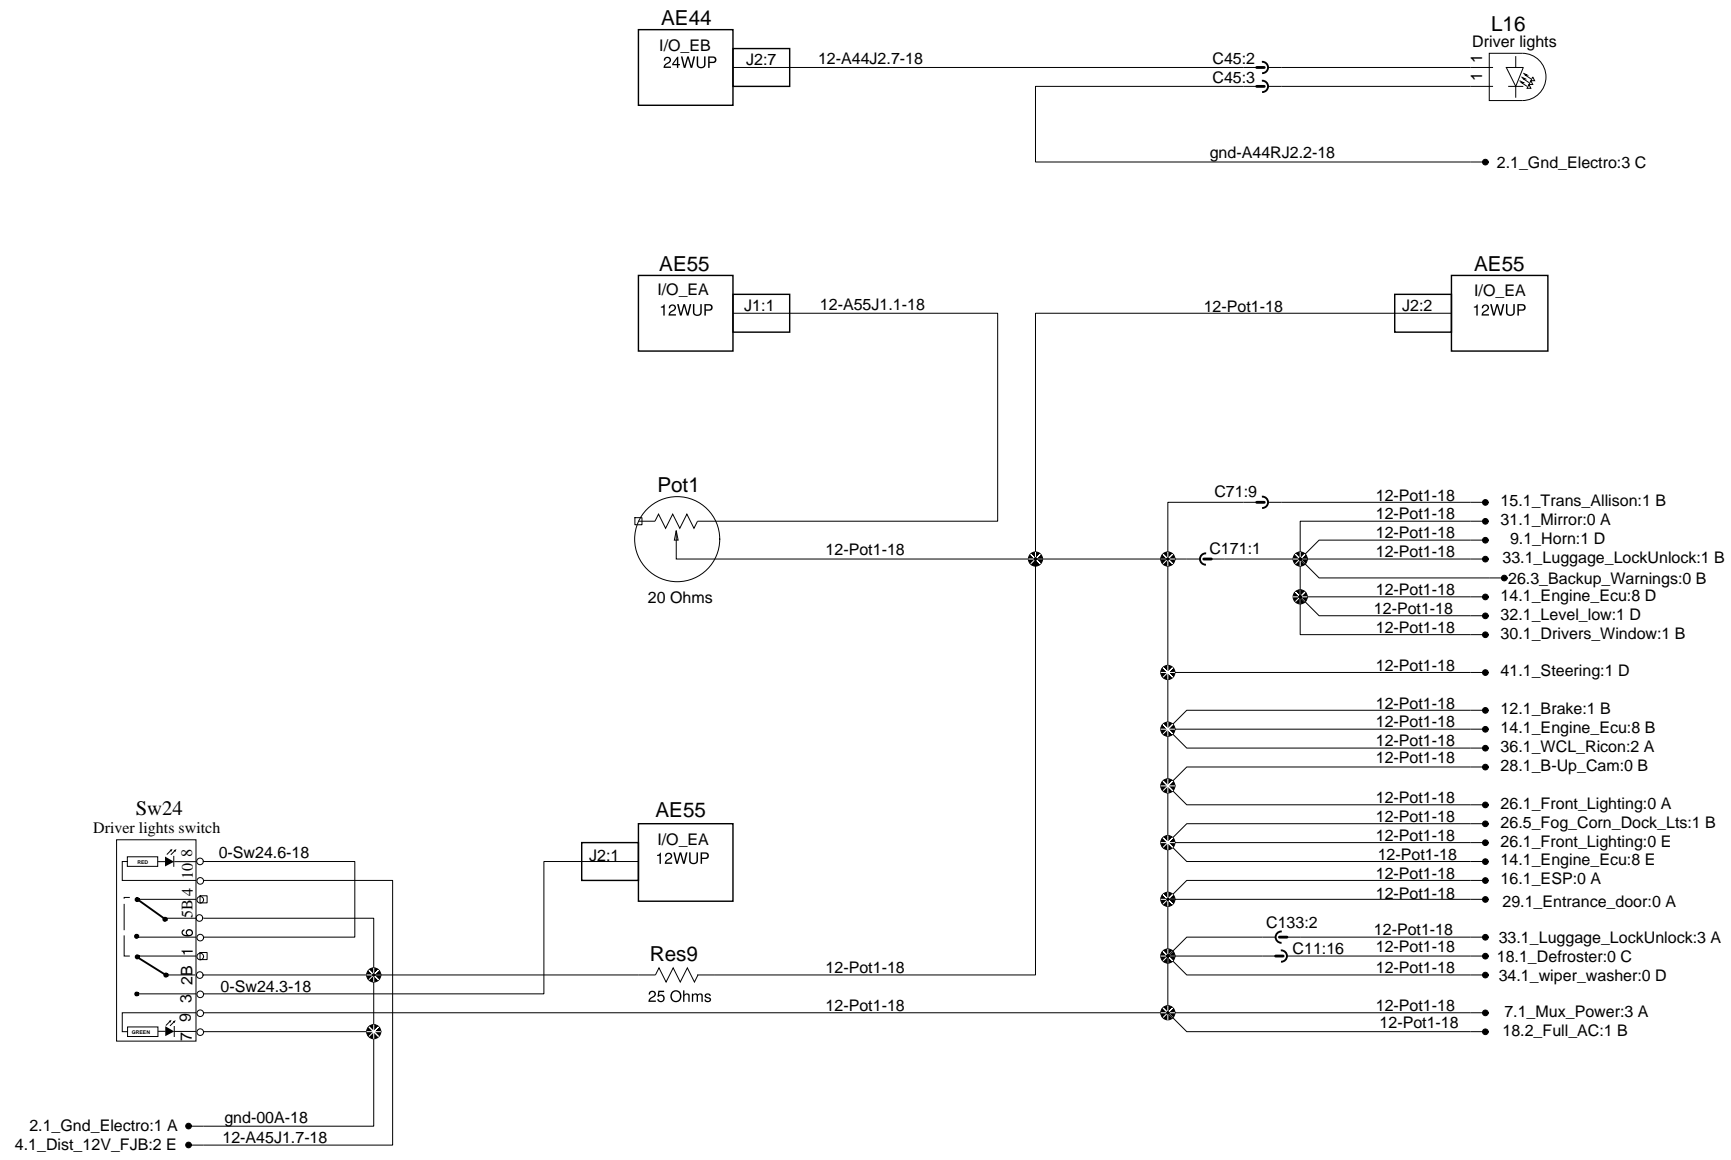 AE44
I/O_EB
24WUP
J2:7
12-A44J2.7-18
C45:2
C45:3
L16
Driver lights
1
1
gnd-A44RJ2.2-18
2.1_Gnd_Electro:3 C
AE55
I/O_EA
12WUP
J1:1
12-A55J1.1-18
12-Pot1-18
AE55
J2:2
I/O_EA
12WUP
Pot1
20 Ohms
12-Pot1-18
C71:9
12-Pot1-18
15.1_Trans_Allison:1 B
12-Pot1-18
31.1_Mirror:0 A
12-Pot1-18
9.1_Horn:1 D
C171:1
12-Pot1-18
33.1_Luggage_LockUnlock:1 B
26.3_Backup_Warnings:0 B
12-Pot1-18
14.1_Engine_Ecu:8 D
12-Pot1-18
32.1_Level_low:1 D
12-Pot1-18
30.1_Drivers_Window:1 B
12-Pot1-18
41.1_Steering:1 D
12-Pot1-18
12.1_Brake:1 B
12-Pot1-18
14.1_Engine_Ecu:8 B
12-Pot1-18
36.1_WCL_Ricon:2 A
12-Pot1-18
28.1_B-Up_Cam:0 B
12-Pot1-18
26.1_Front_Lighting:0 A
12-Pot1-18
26.5_Fog_Corn_Dock_Lts:1 B
12-Pot1-18
26.1_Front_Lighting:0 E
12-Pot1-18
14.1_Engine_Ecu:8 E
12-Pot1-18
16.1_ESP:0 A
12-Pot1-18
29.1_Entrance_door:0 A
C133:2
12-Pot1-18
33.1_Luggage_LockUnlock:3 A
C11:16
12-Pot1-18
18.1_Defroster:0 C
12-Pot1-18
34.1_wiper_washer:0 D
12-Pot1-18
7.1_Mux_Power:3 A
12-Pot1-18
18.2_Full_AC:1 B
AE55
I/O_EA
12WUP
J2:1
Sw24
Driver lights switch
RED
8
10
4
5B
6
1
2B
3
9
7
GREEN
0-Sw24.6-18
0-Sw24.3-18
Res9
25 Ohms
12-Pot1-18
12-Pot1-18
2.1_Gnd_Electro:1 A
gnd-00A-18
4.1_Dist_12V_FJB:2 E
12-A45J1.7-18